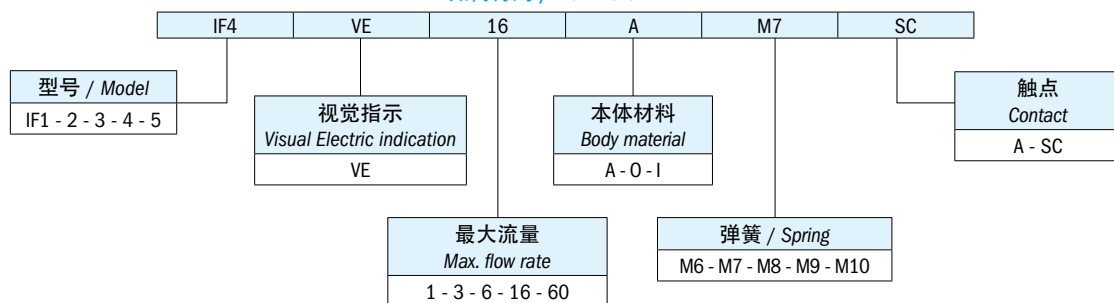 IF4 VE 16 A M7 SC
型号 / Model
IF1 - 2 - 3 - 4 - 5
视觉指示
Visual Electric indication
VE
本体材料
Body material
A - O - I
触点
Contact
A - SC
最大流量
Max. flow rate
1 - 3 - 6 - 16 - 60
弹簧 / Spring
M6 - M7 - M8 - M9 - M10